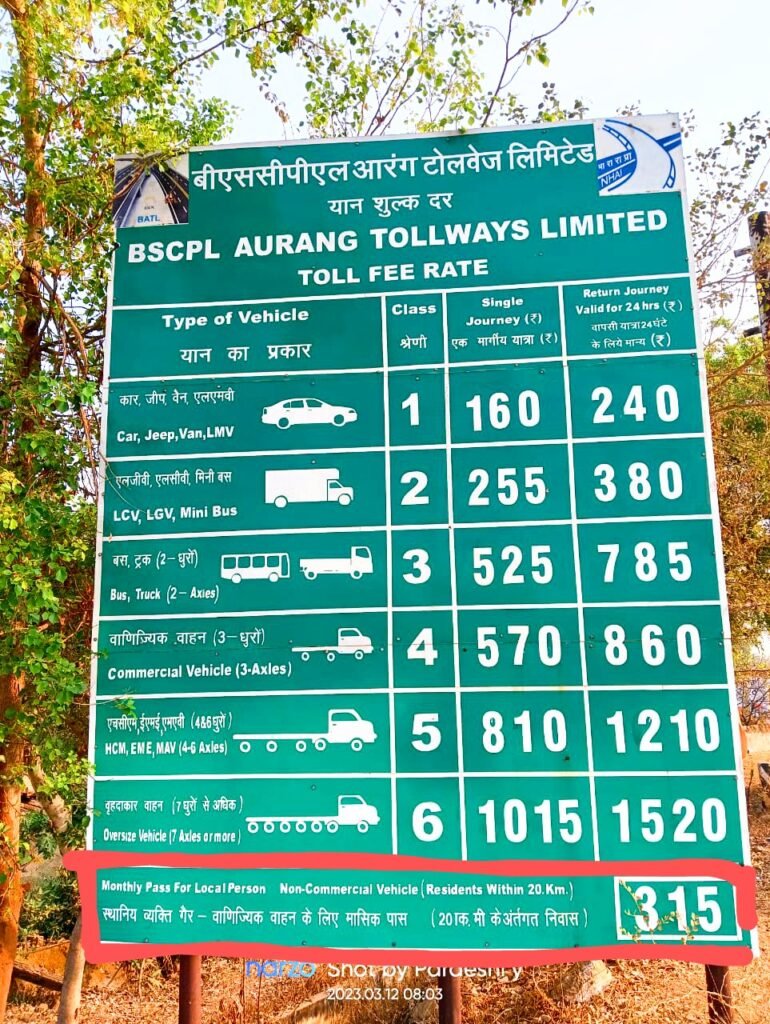 बीएससीपीएल आरंग टोलवेज लिमिटेड
BATL
भा रा रा प्रा
NHAI
यान शुल्क दर
BSCPL AURANG TOLLWAYS LIMITED
TOLL FEE RATE
Type of Vehicle
यान का प्रकार
Class
श्रेणी
Single
Journey (₹)
एक मार्गीय यात्रा (₹)
Return Journey
Valid for 24 hrs (₹)
वापसी यात्रा 24 घंटे
के लिये मान्य (₹)
कार, जीप, वैन, एलएमवी
Car, Jeep,Van,LMV
1 160 240
एलजीवी, एलसीवी, मिनी बस
LCV, LGV, Mini Bus
2 255 380
बस, ट्रक (2-धुरों)
Bus, Truck (2-Axles)
3 525 785
वाणिज्यिक वाहन (3-धुरों)
Commercial Vehicle (3-Axles)
4 570 860
एचसीएम,ईएमई,एमएवी (4&6धुरों)
HCM, EME, MAV (4-6 Axles)
5 810 1210
वृहदाकार वाहन (7 धुरों से अधिक)
Oversize Vehicle (7 Axles or more)
6 1015 1520
Monthly Pass For Local Person Non-Commercial Vehicle (Residents Within 20.Km.)
स्थानिय व्यक्ति गैर - वाणिज्यिक वाहन के लिए मासिक पास (20 कि.मी के अंर्तगत निवास)
315
narzo Shot by Pardeshry
2023.03.12 08:03